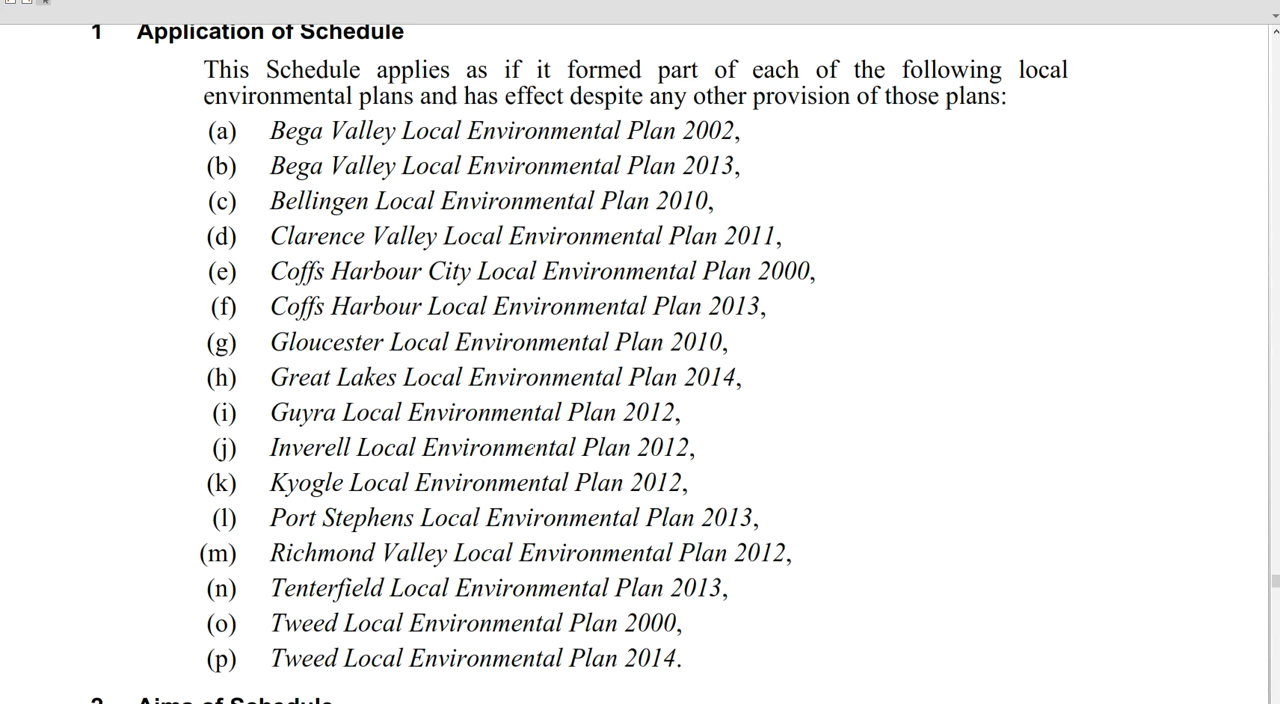 1 Application of Schedule
This Schedule applies as if it formed part of each of the following local
environmental plans and has effect despite any other provision of those plans:
(a) Bega Valley Local Environmental Plan 2002,
(b) Bega Valley Local Environmental Plan 2013,
(c) Bellingen Local Environmental Plan 2010,
(d) Clarence Valley Local Environmental Plan 2011,
(e) Coffs Harbour City Local Environmental Plan 2000,
(f) Coffs Harbour Local Environmental Plan 2013,
(g) Gloucester Local Environmental Plan 2010,
(h) Great Lakes Local Environmental Plan 2014,
(i) Guyra Local Environmental Plan 2012,
(j) Inverell Local Environmental Plan 2012,
(k) Kyogle Local Environmental Plan 2012,
(l) Port Stephens Local Environmental Plan 2013,
(m) Richmond Valley Local Environmental Plan 2012,
(n) Tenterfield Local Environmental Plan 2013,
(o) Tweed Local Environmental Plan 2000,
(p) Tweed Local Environmental Plan 2014.
2 Aims of Schedule